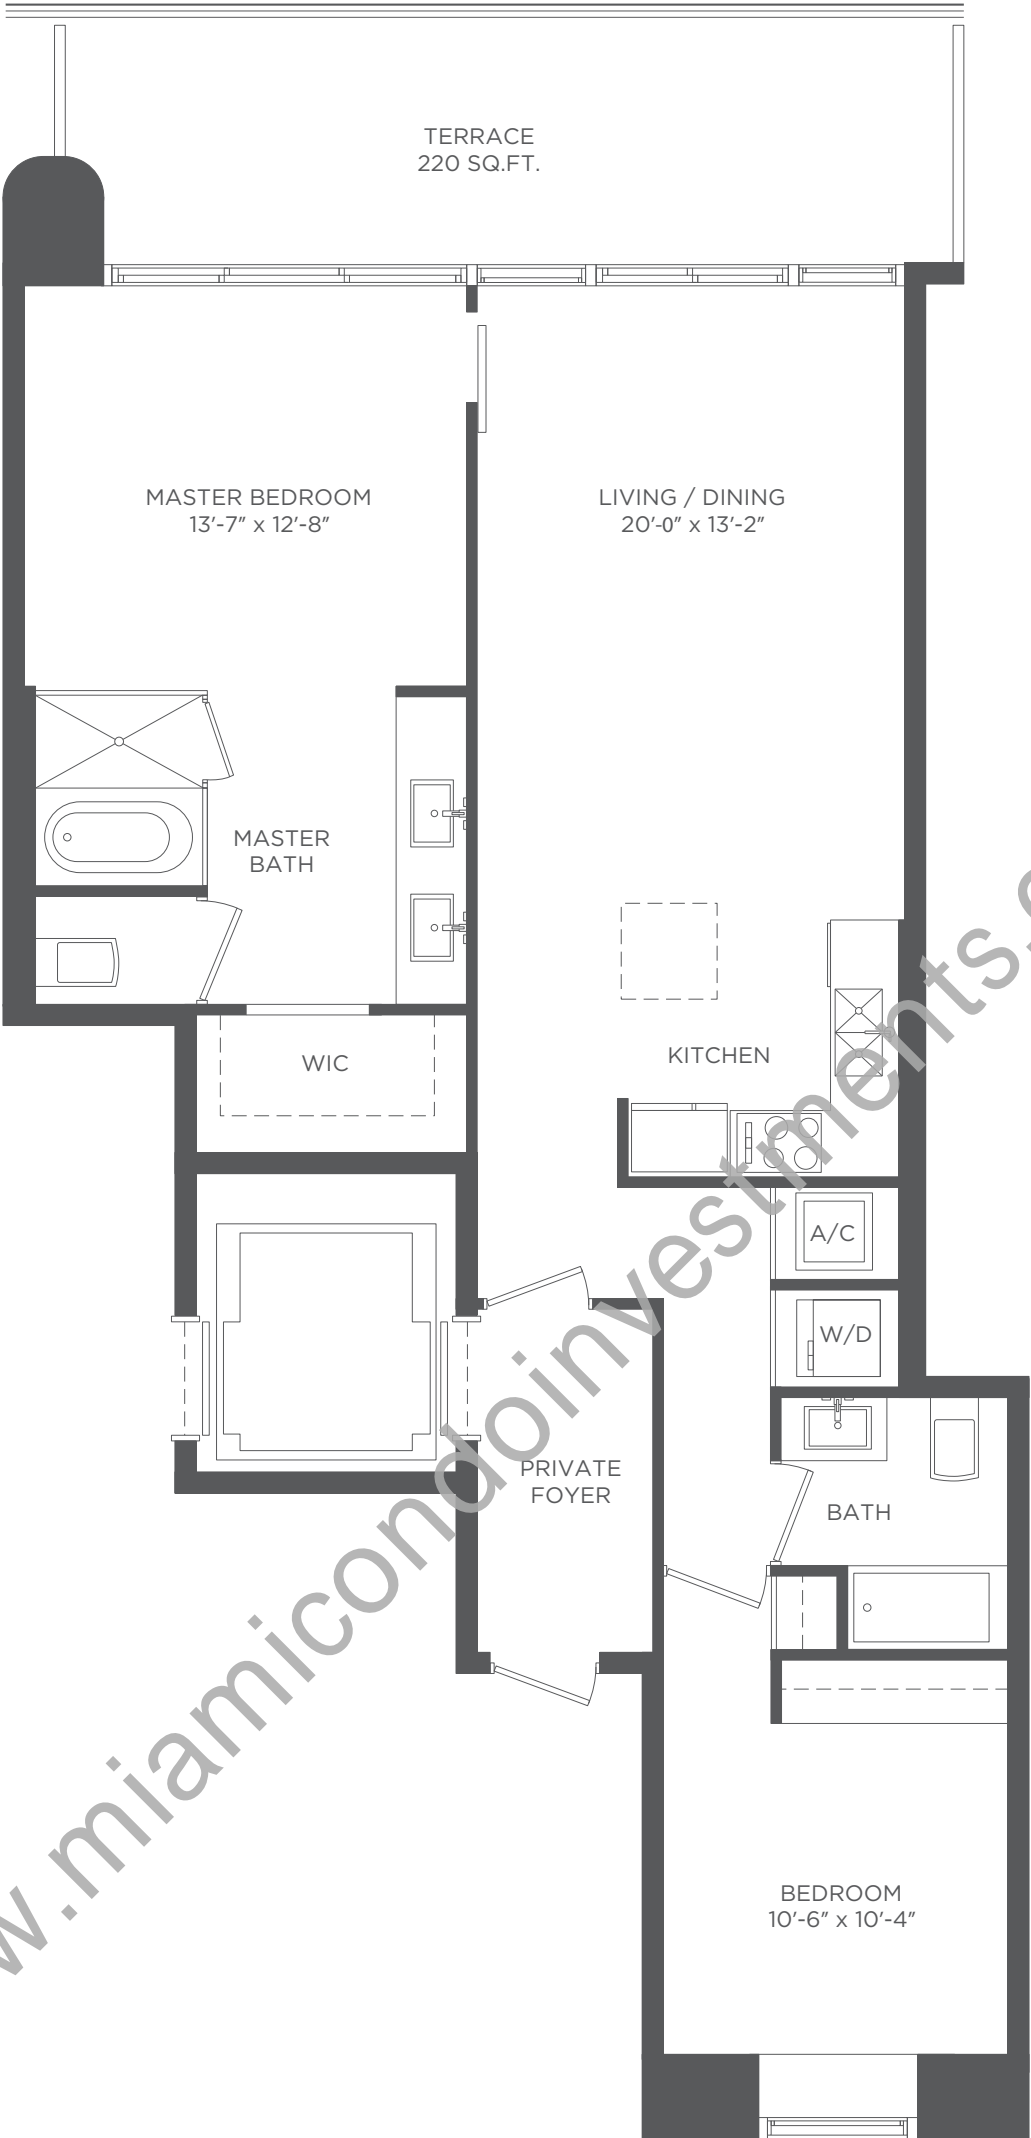 TERRACE
220 SQ.FT.
MASTER BEDROOM
13'-7" x 12'-8"
LIVING / DINING
20'-0" x 13'-2"
MASTER
BATH
WIC
KITCHEN
A/C
W/D
PRIVATE
FOYER
BATH
BEDROOM
10'-6" x 10'-4"
w.miamicondoinvestments.c